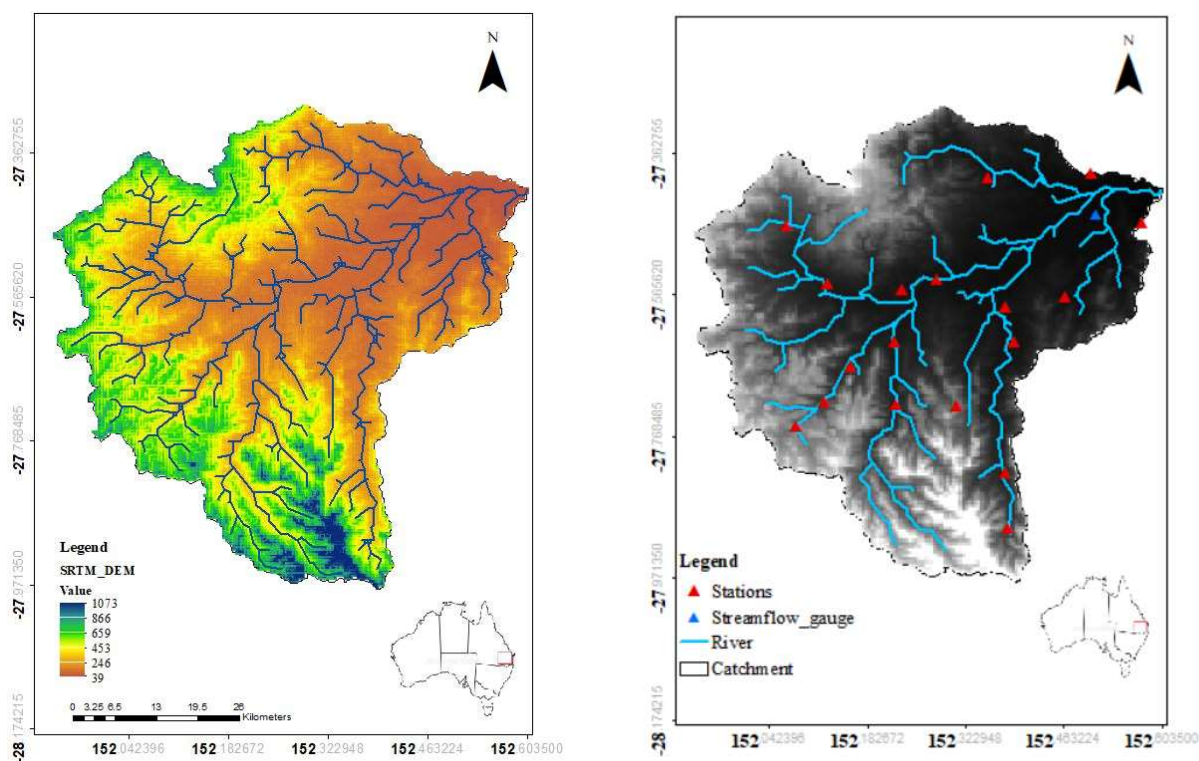 N
-27.362755
-27.565620
-27.768485
-27.971350
-28.174215
Legend
SRTM_DEM
Value
1073
866
659
453
246
39
0 3.25 6.5 13 19.5 26
Kilometers
152.042396 152.182672 152.322948 152.463224 152.603500
N
-27.362755
-27.565620
-27.768485
-27.971350
-28.174215
Legend
Stations
Streamflow_gauge
River
Catchment
152.042396 152.182672 152.322948 152.463224 152.603500